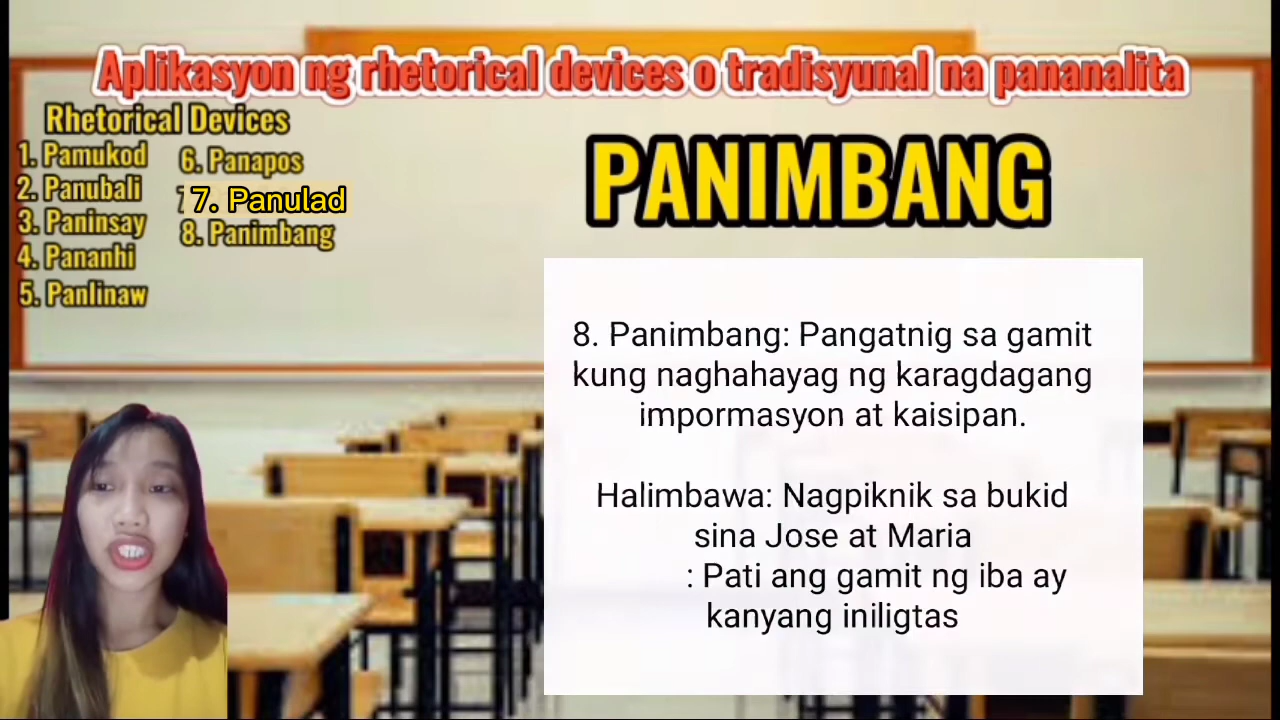 Aplikasyon ng rhetorical devices o tradisyunal na pananalita
Rhetorical Devices
1. Pamukod
2. Panubali
3. Paninsay
4. Pananhi
5. Panlinaw
6. Panapos
7. Panulad
8. Panimbang
PANIMBANG
8. Panimbang: Pangatnig sa gamit
kung naghahayag ng karagdagang
impormasyon at kaisipan.
Halimbawa: Nagpiknik sa bukid
sina Jose at Maria
: Pati ang gamit ng iba ay
kanyang iniligtas